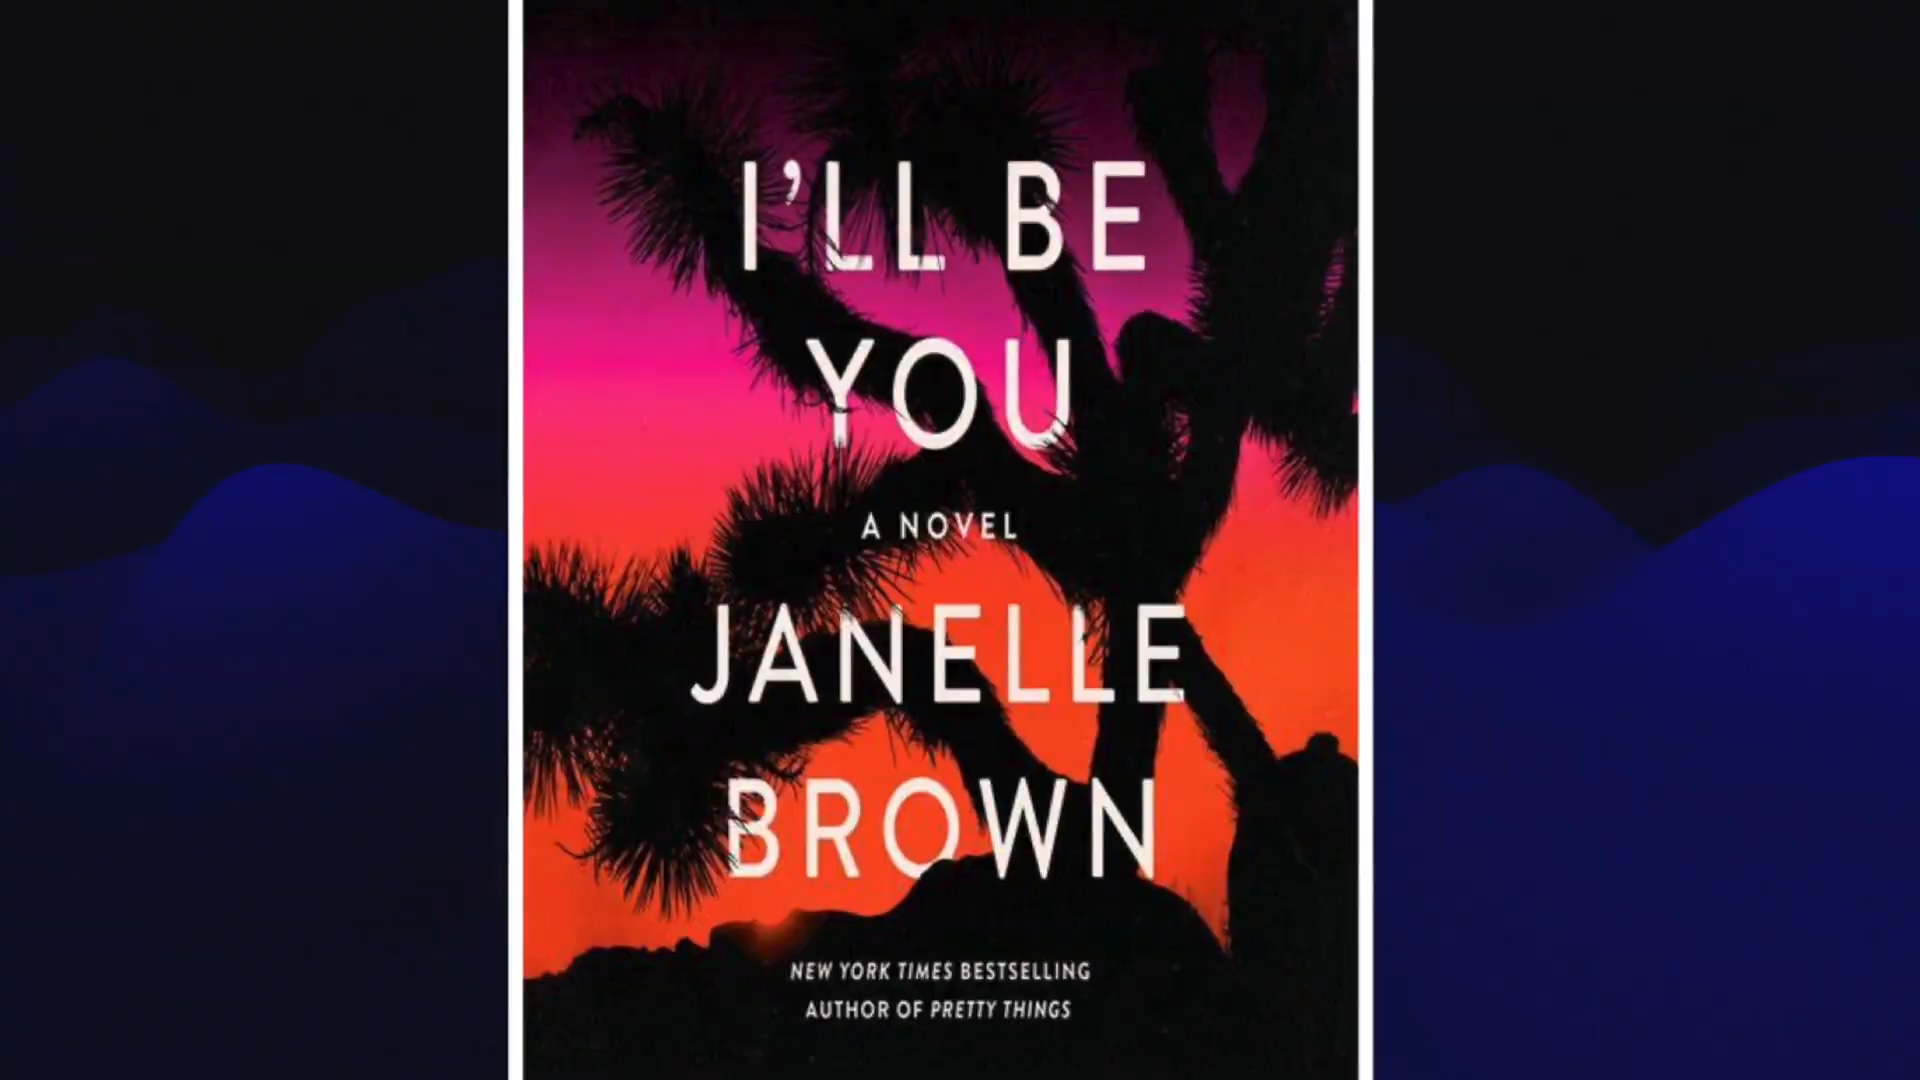 I'LL BE
YOU
A NOVEL
JANELLE
BROWN
NEW YORK TIMES BESTSELLING
AUTHOR OF PRETTY THINGS